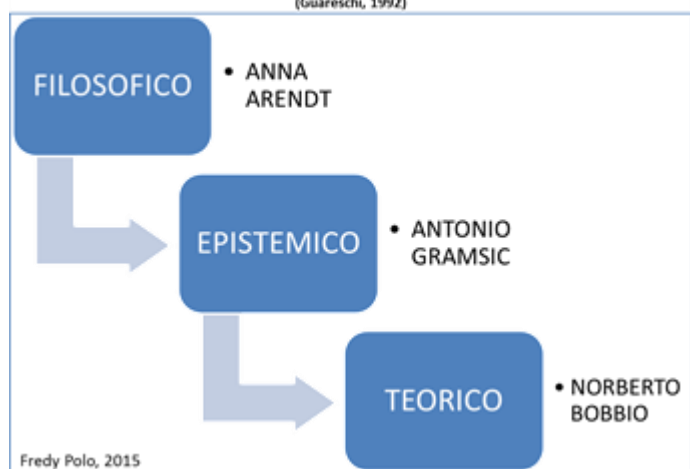 (Guareschi, 1992)
FILOSOFICO
• ANNA
ARENDT
EPISTEMICO
• ANTONIO
GRAMSIC
TEORICO
• NORBERTO
BOBBIO
Fredy Polo, 2015